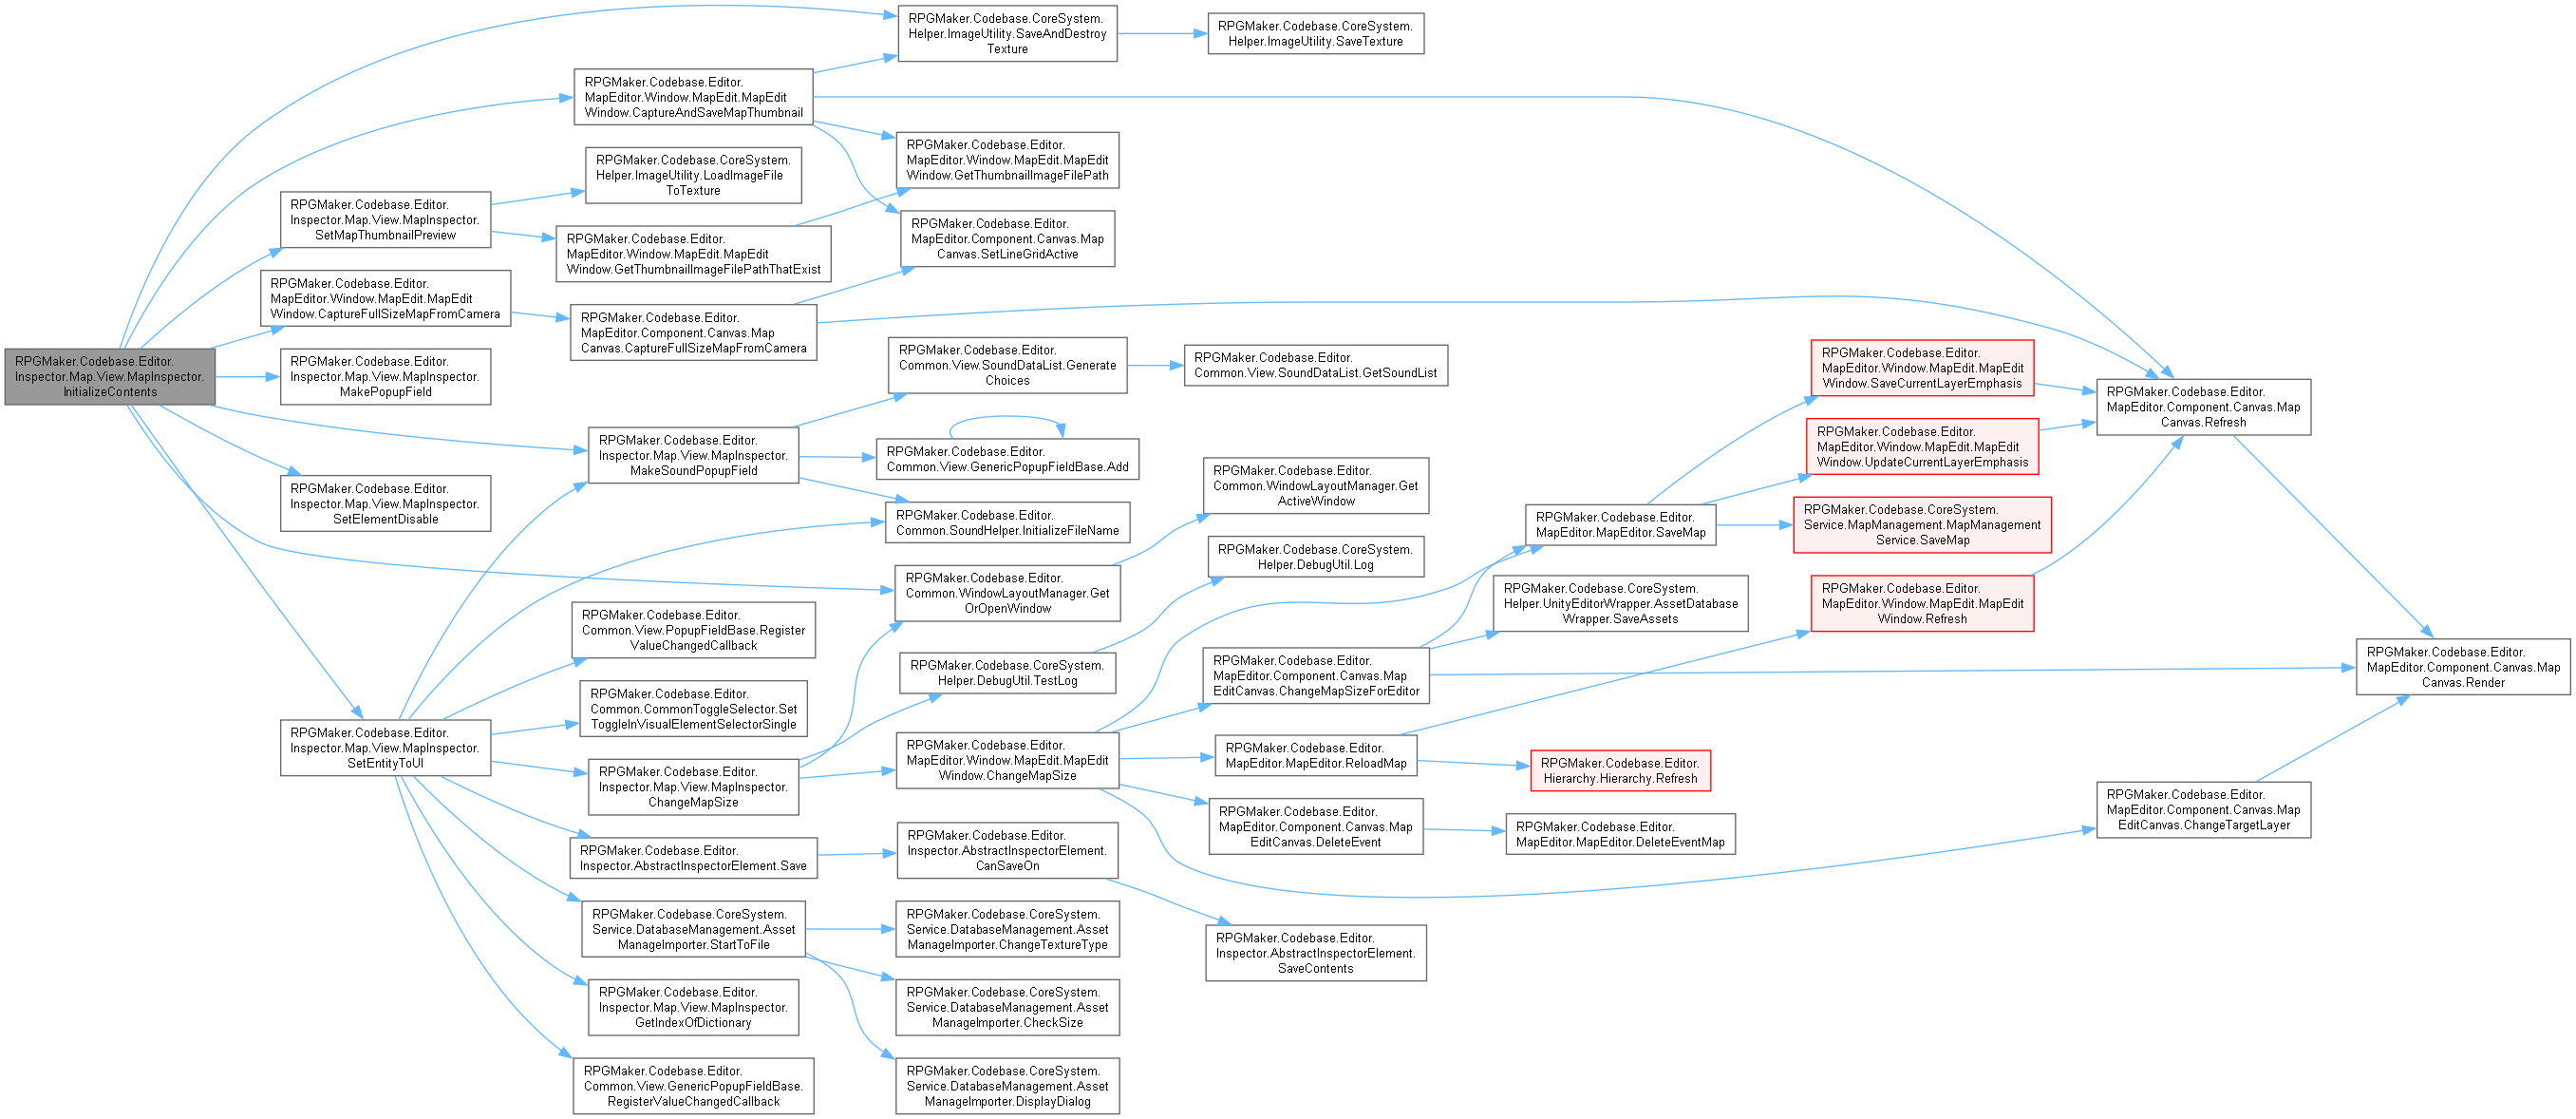 RPGMaker.Codebase.Editor.
Inspector.Map.View.MapInspector.
InitializeContents
RPGMaker.Codebase.CoreSystem.
Helper.ImageUtility.SaveAndDestroy
Texture
RPGMaker.Codebase.CoreSystem.
Helper.ImageUtility.SaveTexture
RPGMaker.Codebase.Editor.
MapEditor.Window.MapEdit.MapEdit
Window.CaptureAndSaveMapThumbnail
RPGMaker.Codebase.Editor.
MapEditor.Window.MapEdit.MapEdit
Window.GetThumbnailImageFilePath
RPGMaker.Codebase.CoreSystem.
Helper.ImageUtility.LoadImageFile
ToTexture
RPGMaker.Codebase.Editor.
Inspector.Map.View.MapInspector.
SetMapThumbnailPreview
RPGMaker.Codebase.Editor.
MapEditor.Window.MapEdit.MapEdit
Window.GetThumbnailImageFilePathThatExist
RPGMaker.Codebase.Editor.
MapEditor.Component.Canvas.Map
Canvas.SetLineGridActive
RPGMaker.Codebase.Editor.
MapEditor.Window.MapEdit.MapEdit
Window.CaptureFullSizeMapFromCamera
RPGMaker.Codebase.Editor.
MapEditor.Component.Canvas.Map
Canvas.CaptureFullSizeMapFromCamera
RPGMaker.Codebase.Editor.
Inspector.Map.View.MapInspector.
MakePopupField
RPGMaker.Codebase.Editor.
Common.View.SoundDataList.Generate
Choices
RPGMaker.Codebase.Editor.
Common.View.SoundDataList.GetSoundList
RPGMaker.Codebase.Editor.
MapEditor.Window.MapEdit.MapEdit
Window.SaveCurrentLayerEmphasis
RPGMaker.Codebase.Editor.
MapEditor.Component.Canvas.Map
Canvas.Refresh
RPGMaker.Codebase.Editor.
Inspector.Map.View.MapInspector.
MakeSoundPopupField
RPGMaker.Codebase.Editor.
Common.View.GenericPopupFieldBase.Add
RPGMaker.Codebase.Editor.
MapEditor.Window.MapEdit.MapEdit
Window.UpdateCurrentLayerEmphasis
RPGMaker.Codebase.Editor.
Inspector.Map.View.MapInspector.
SetElementDisable
RPGMaker.Codebase.Editor.
Common.SoundHelper.InitializeFileName
RPGMaker.Codebase.Editor.
Common.WindowLayoutManager.Get
ActiveWindow
RPGMaker.Codebase.Editor.
MapEditor.MapEditor.SaveMap
RPGMaker.Codebase.CoreSystem.
Service.MapManagement.MapManagement
Service.SaveMap
RPGMaker.Codebase.Editor.
Common.WindowLayoutManager.Get
OrOpenWindow
RPGMaker.Codebase.CoreSystem.
Helper.DebugUtil.Log
RPGMaker.Codebase.CoreSystem.
Helper.UnityEditorWrapper.AssetDatabase
Wrapper.SaveAssets
RPGMaker.Codebase.Editor.
MapEditor.Window.MapEdit.MapEdit
Window.Refresh
RPGMaker.Codebase.Editor.
Common.View.PopupFieldBase.Register
ValueChangedCallback
RPGMaker.Codebase.CoreSystem.
Helper.DebugUtil.TestLog
RPGMaker.Codebase.Editor.
MapEditor.Component.Canvas.Map
EditCanvas.ChangeMapSizeForEditor
RPGMaker.Codebase.Editor.
MapEditor.Component.Canvas.Map
Canvas.Render
RPGMaker.Codebase.Editor.
Common.CommonToggleSelector.Set
ToggleInVisualElementSelectorSingle
RPGMaker.Codebase.Editor.
Inspector.Map.View.MapInspector.
SetEntityToUI
RPGMaker.Codebase.Editor.
Inspector.Map.View.MapInspector.
ChangeMapSize
RPGMaker.Codebase.Editor.
MapEditor.Window.MapEdit.MapEdit
Window.ChangeMapSize
RPGMaker.Codebase.Editor.
MapEditor.MapEditor.ReloadMap
RPGMaker.Codebase.Editor.
Hierarchy.Hierarchy.Refresh
RPGMaker.Codebase.Editor.
MapEditor.Component.Canvas.Map
EditCanvas.DeleteEvent
RPGMaker.Codebase.Editor.
MapEditor.MapEditor.DeleteEventMap
RPGMaker.Codebase.Editor.
MapEditor.Component.Canvas.Map
EditCanvas.ChangeTargetLayer
RPGMaker.Codebase.Editor.
Inspector.AbstractInspectorElement.Save
RPGMaker.Codebase.Editor.
Inspector.AbstractInspectorElement.
CanSaveOn
RPGMaker.Codebase.Editor.
Inspector.AbstractInspectorElement.
SaveContents
RPGMaker.Codebase.CoreSystem.
Service.DatabaseManagement.Asset
ManageImporter.StartToFile
RPGMaker.Codebase.CoreSystem.
Service.DatabaseManagement.Asset
ManageImporter.ChangeTextureType
RPGMaker.Codebase.Editor.
Inspector.Map.View.MapInspector.
GetIndexOfDictionary
RPGMaker.Codebase.CoreSystem.
Service.DatabaseManagement.Asset
ManageImporter.CheckSize
RPGMaker.Codebase.Editor.
Common.View.GenericPopupFieldBase.
RegisterValueChangedCallback
RPGMaker.Codebase.CoreSystem.
Service.DatabaseManagement.Asset
ManageImporter.DisplayDialog